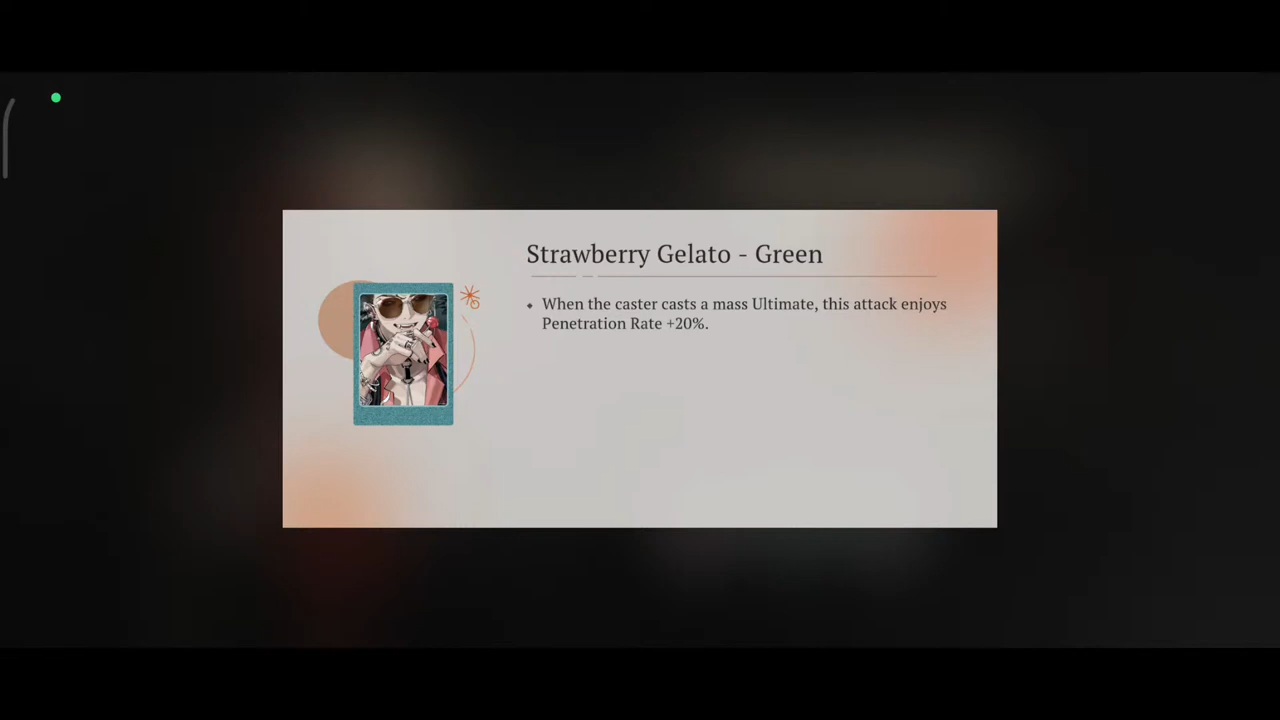 Strawberry Gelato - Green
When the caster casts a mass Ultimate, this attack enjoys
Penetration Rate +20%.